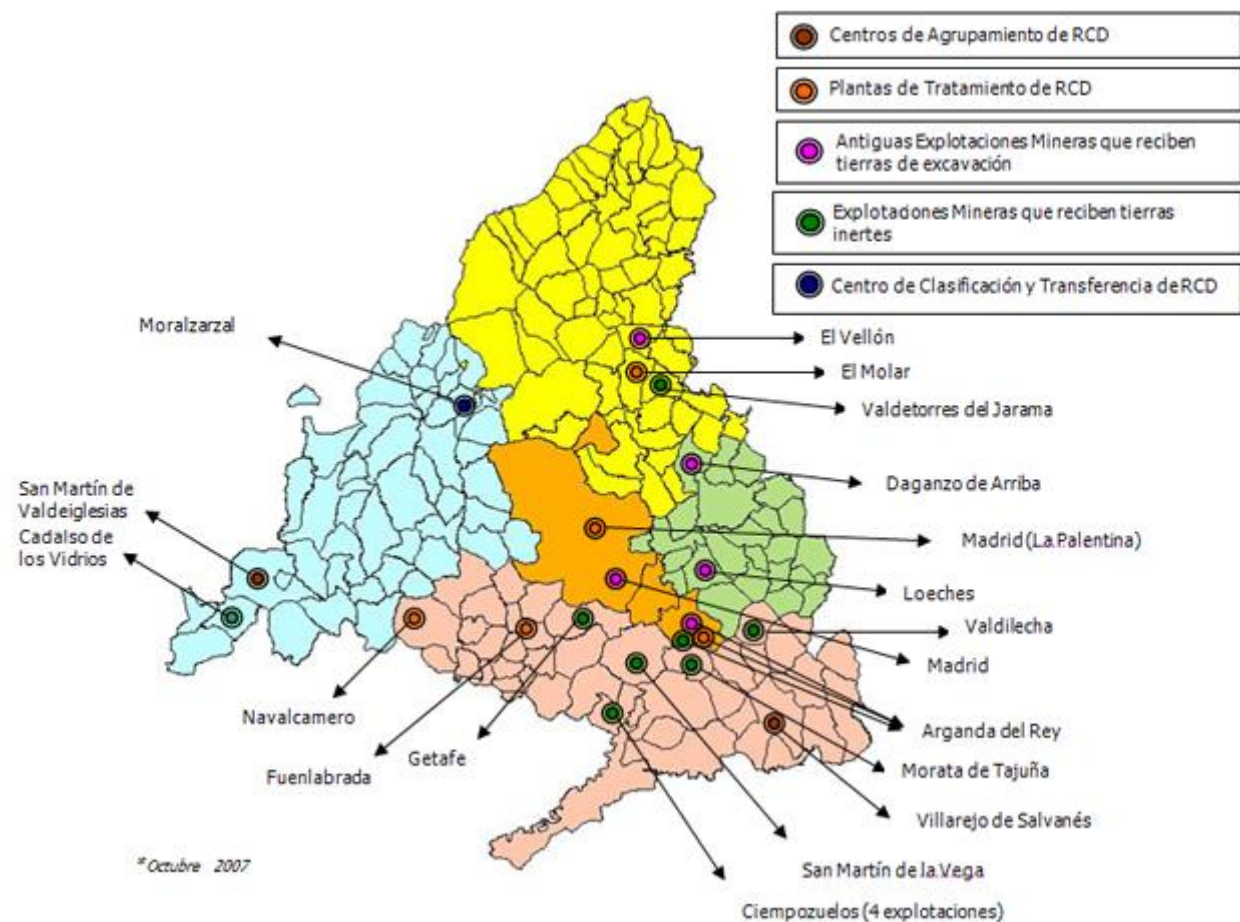 Centros de Agrupamiento de RCD
Plantas de Tratamiento de RCD
Antiguas Explotaciones Mineras que reciben
tierras de excavación
Explotaciones Mineras que reciben tierras
inertes
Centro de Clasificación y Transferencia de RCD
Moralzarzal
El Vellón
El Molar
Valdetorres del Jarama
San Martín de
Valdeiglesias
Cadalso de
los Vidrios
Daganzo de Arriba
Madrid (La Palentina)
Loeches
Valdilecha
Madrid
Navalcarnero
Getafe
Fuenlabrada
Arganda del Rey
Morata de Tajuña
Villarejo de Salvanés
San Martín de la Vega
Ciempozuelos (4 explotaciones)
*Octubre 2007